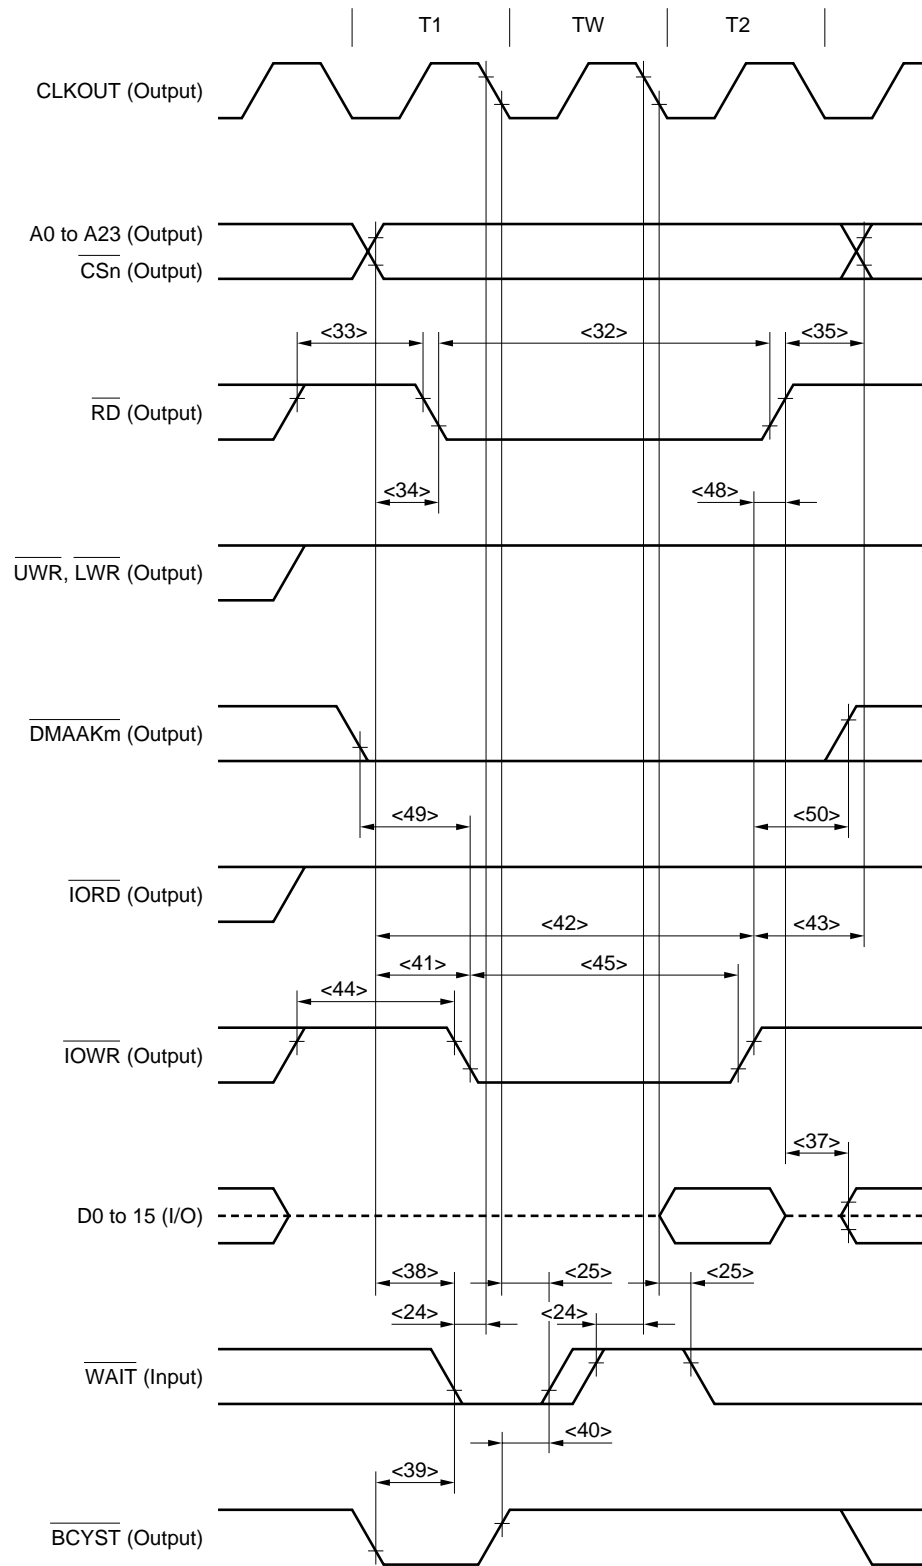 T1 TW T2
CLKOUT (Output)
A0 to A23 (Output)
CSn (Output)
<33> <32> <35>
RD (Output)
<34> <48>
UWR, LWR (Output)
DMAAKm (Output)
<49> <50>
IORD (Output)
<42> <43>
<41> <45>
<44>
IOWR (Output)
<37>
D0 to 15 (I/O)
<38> <25> <25>
<24> <24>
WAIT (Input)
<40>
<39>
BCYST (Output)